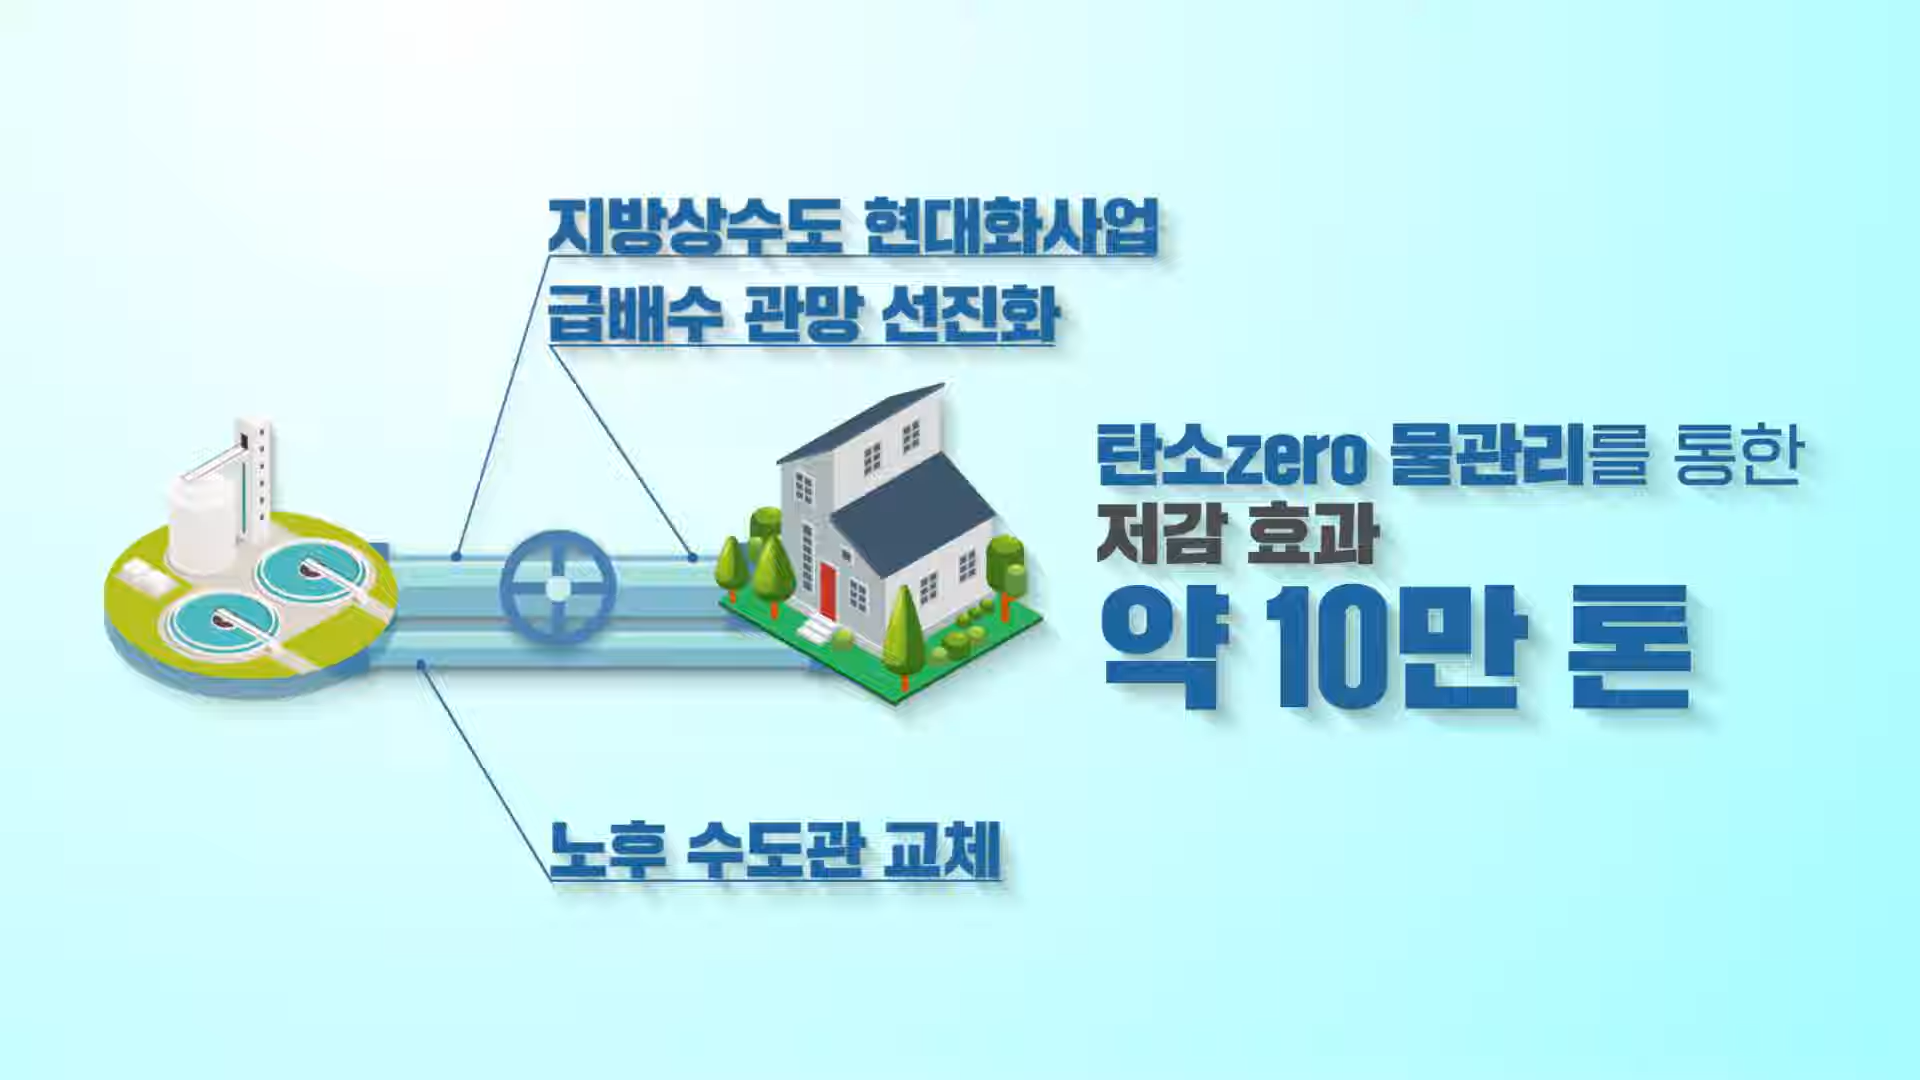 지방상수도 현대화사업
급배수 관망 선진화
탄소zero 물관리를 통한
저감 효과
약 10만 톤
노후 수도관 교체